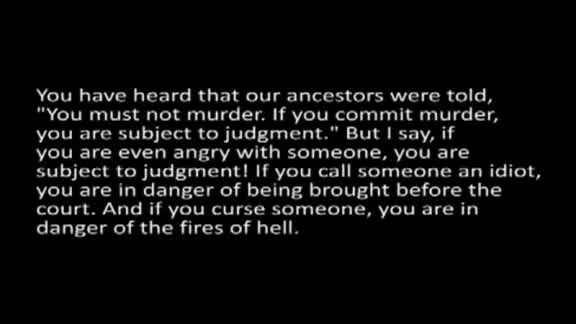 You have heard that our ancestors were told,
"You must not murder. If you commit murder,
you are subject to judgment." But I say, if
you are even angry with someone, you are
subject to judgment! If you call someone an idiot,
you are in danger of being brought before the
court. And if you curse someone, you are in
danger of the fires of hell.